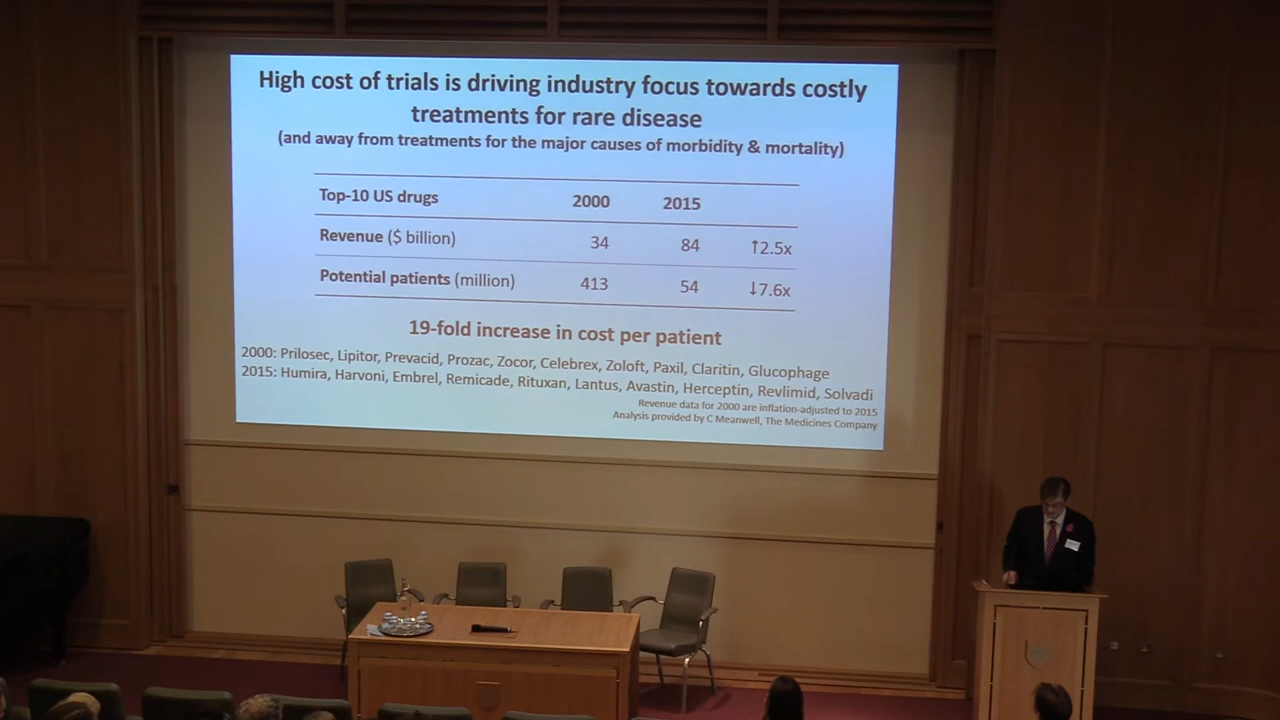 High cost of trials is driving industry focus towards costly
treatments for rare disease
(and away from treatments for the major causes of morbidity & mortality)
Top-10 US drugs 2000 2015
Revenue ($ billion) 34 84 ↑2.5x
Potential patients (million) 413 54 ↓7.6x
19-fold increase in cost per patient
2000: Prilosec, Lipitor, Prevacid, Prozac, Zocor, Celebrex, Zoloft, Paxil, Claritin, Glucophage
2015: Humira, Harvoni, Embrel, Remicade, Rituxan, Lantus, Avastin, Herceptin, Revlimid, Solvadi
Revenue data for 2000 are inflation-adjusted to 2015
Analysis provided by C Meanwell, The Medicines Company